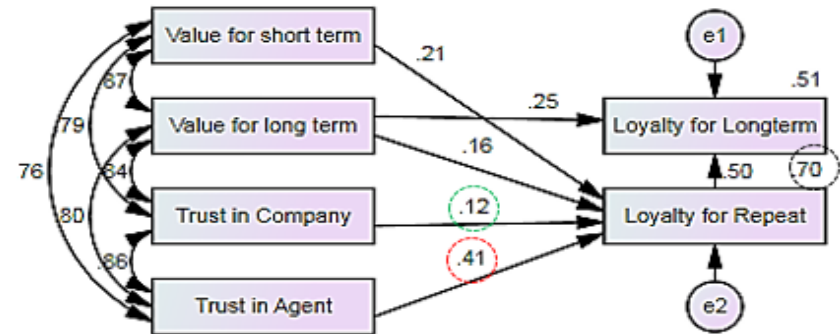 Value for short term
Value for long term
Trust in Company
Trust in Agent
.87
.79
76
.84
.80
.86
.21
.25
.16
.12
.41
e1
.51
Loyalty for Longterm
.50
.70
Loyalty for Repeat
e2